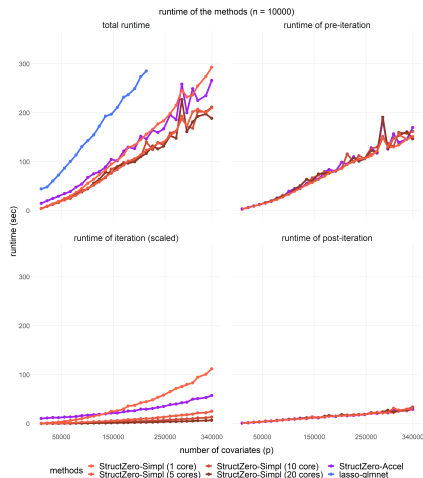 runtime of the methods (n = 10000)
total runtime
runtime of pre-iteration
300
200
100
0
runtime (sec)
runtime of iteration (scaled)
runtime of post-iteration
300
200
100
0
50000 150000 340000 50000 150000 340000
number of covariates (p)
methods
StructZero-Simpl (1 core) StructZero-Simpl (10 core) StructZero-Accel
StructZero-Simpl (5 cores) StructZero-Simpl (20 cores) lasso-glmnet